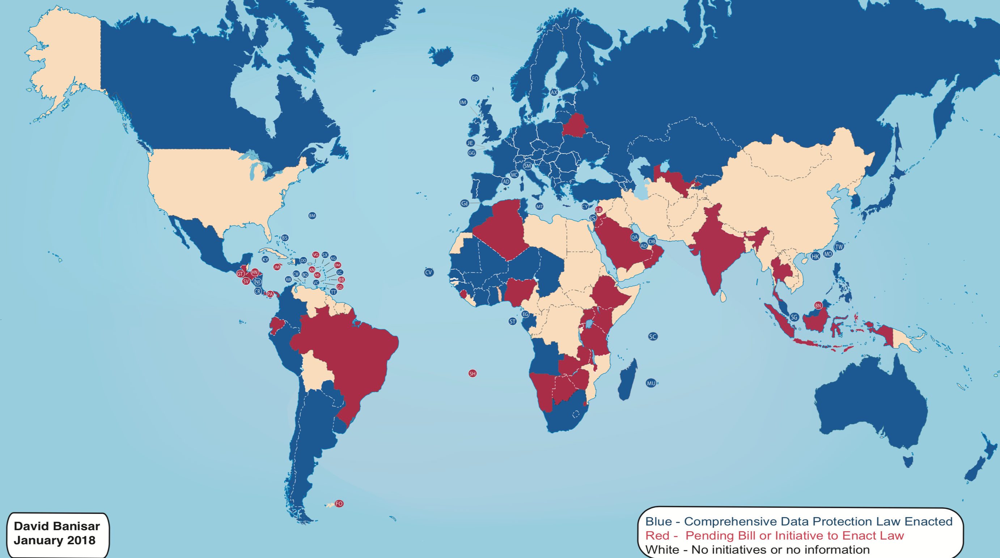 FO
AX
IM
JE
GG
SM
MC
AD
GI
MT
CY
LB
IS
BM
BS
QA
DB
AD
TW
MO
HK
KY
DO
VG
SX
AG
DM
JM
KN
LC
GT
HN
CW
BQ
MS
BB
CV
SV
NI
AW
VC
GD
CR
PA
TT
BN
EG
SG
ST
SC
SH
MU
FO
David Banisar
January 2018
Blue - Comprehensive Data Protection Law Enacted
Red - Pending Bill or Initiative to Enact Law
White - No initiatives or no information